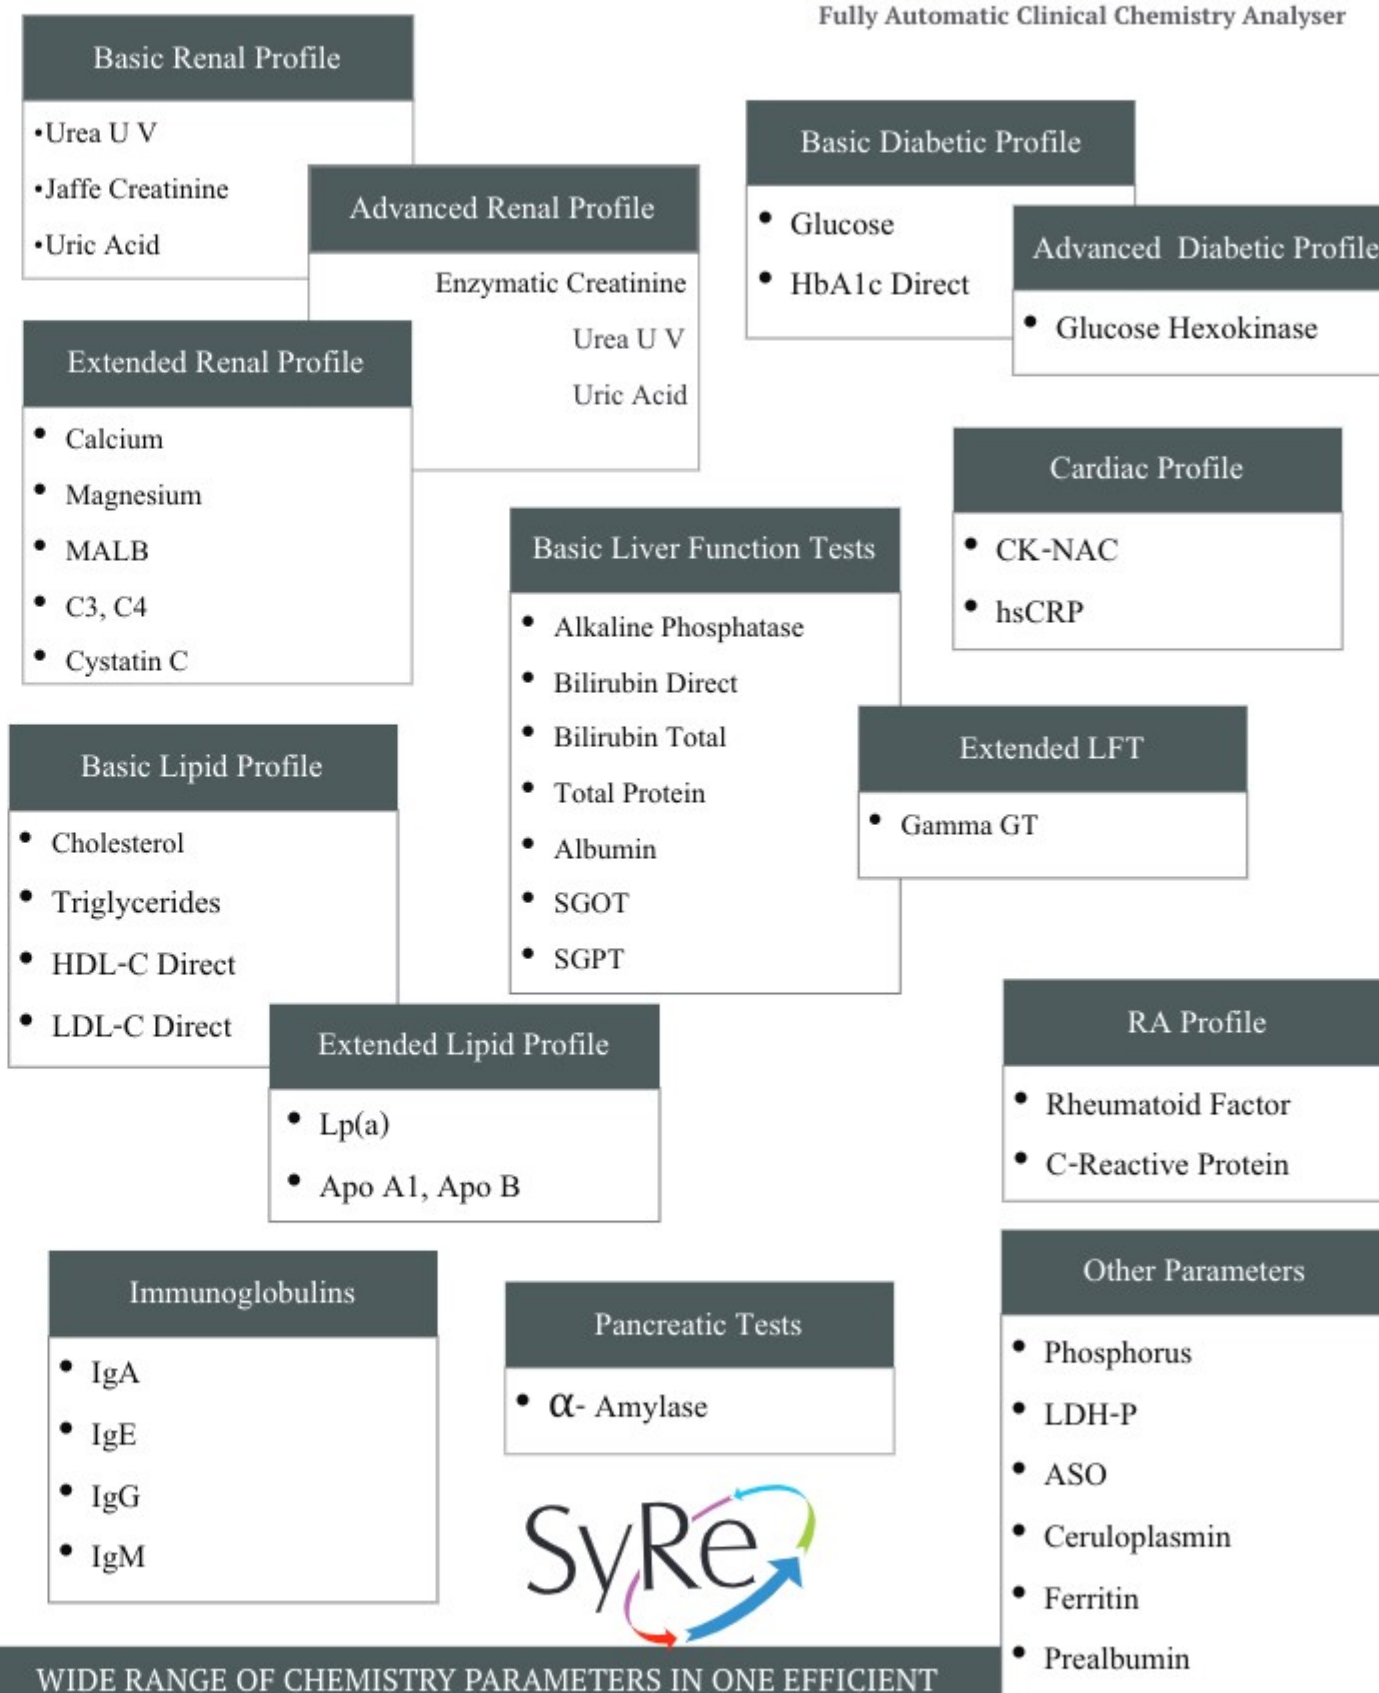 Fully Automatic Clinical Chemistry Analyser
Basic Renal Profile
•Urea U V
•Jaffe Creatinine
•Uric Acid
Advanced Renal Profile
Enzymatic Creatinine
Urea U V
Uric Acid
Extended Renal Profile
• Calcium
• Magnesium
• MALB
• C3, C4
• Cystatin C
Basic Diabetic Profile
• Glucose
• HbA1c Direct
Advanced Diabetic Profile
• Glucose Hexokinase
Cardiac Profile
• CK-NAC
• hsCRP
Basic Liver Function Tests
• Alkaline Phosphatase
• Bilirubin Direct
• Bilirubin Total
• Total Protein
• Albumin
• SGOT
• SGPT
Extended LFT
• Gamma GT
Basic Lipid Profile
• Cholesterol
• Triglycerides
• HDL-C Direct
• LDL-C Direct
Extended Lipid Profile
• Lp(a)
• Apo A1, Apo B
RA Profile
• Rheumatoid Factor
• C-Reactive Protein
Immunoglobulins
• IgA
• IgE
• IgG
• IgM
Pancreatic Tests
• α- Amylase
Other Parameters
• Phosphorus
• LDH-P
• ASO
• Ceruloplasmin
• Ferritin
• Prealbumin
SyRe
WIDE RANGE OF CHEMISTRY PARAMETERS IN ONE EFFICIENT